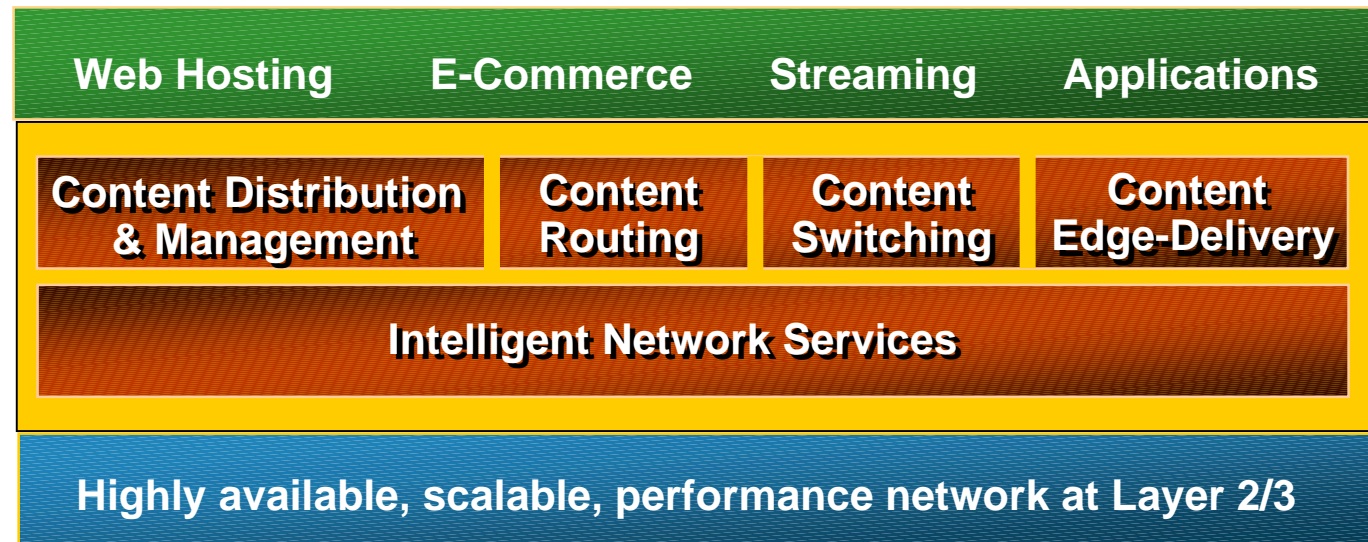 Web Hosting E-Commerce Streaming Applications
Content Distribution
& Management
Content
Routing
Content
Switching
Content
Edge-Delivery
Intelligent Network Services
Highly available, scalable, performance network at Layer 2/3